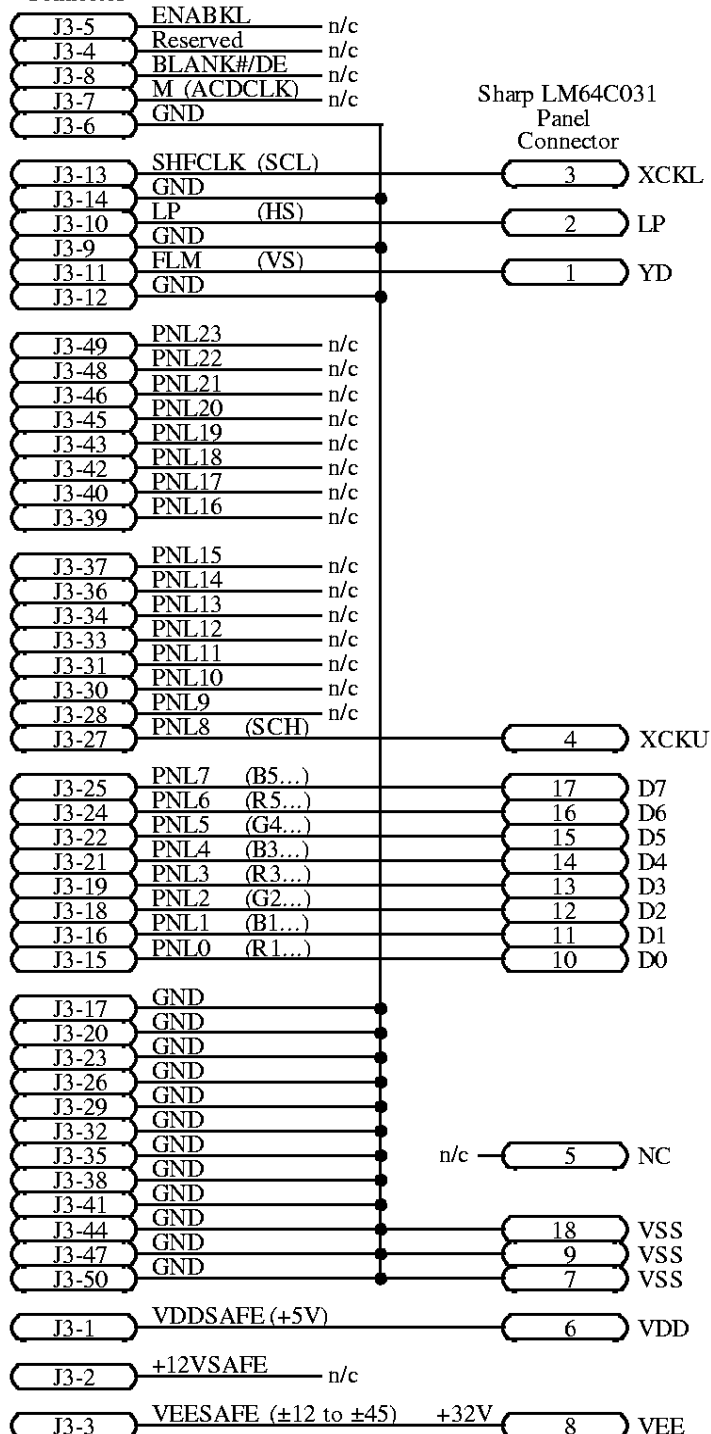 J3-5 ENABKL n/c
J3-4 Reserved n/c
J3-8 BLANK#/DE n/c
J3-7 M (ACDCLK) n/c
J3-6 GND
Sharp LM64C031
Panel
Connector
J3-13 SHFCLK (SCL) 3 XCKL
J3-14 GND
J3-10 LP (HS) 2 LP
J3-9 GND
J3-11 FLM (VS) 1 YD
J3-12 GND
J3-49 PNL23 n/c
J3-48 PNL22 n/c
J3-46 PNL21 n/c
J3-45 PNL20 n/c
J3-43 PNL19 n/c
J3-42 PNL18 n/c
J3-40 PNL17 n/c
J3-39 PNL16 n/c
J3-37 PNL15 n/c
J3-36 PNL14 n/c
J3-34 PNL13 n/c
J3-33 PNL12 n/c
J3-31 PNL11 n/c
J3-30 PNL10 n/c
J3-28 PNL9 n/c
J3-27 PNL8 (SCH) 4 XCKU
J3-25 PNL7 (B5...) 17 D7
J3-24 PNL6 (R5...) 16 D6
J3-22 PNL5 (G4...) 15 D5
J3-21 PNL4 (B3...) 14 D4
J3-19 PNL3 (R3...) 13 D3
J3-18 PNL2 (G2...) 12 D2
J3-16 PNL1 (B1...) 11 D1
J3-15 PNL0 (R1...) 10 D0
J3-17 GND
J3-20 GND
J3-23 GND
J3-26 GND
J3-29 GND
J3-32 GND
J3-35 GND n/c 5 NC
J3-38 GND
J3-41 GND
J3-44 GND 18 VSS
J3-47 GND 9 VSS
J3-50 GND 7 VSS
J3-1 VDDSAFE (+5V) 6 VDD
J3-2 +12VSAFE n/c
J3-3 VEESAFE (±12 to ±45) +32V 8 VEE